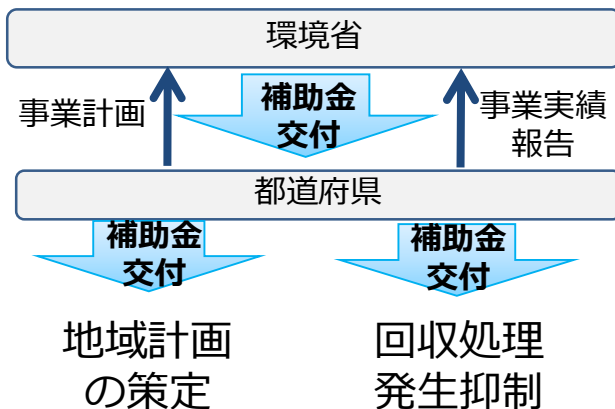 環境省
事業計画
補助金
交付
事業実績
報告
都道府県
補助金
交付
補助金
交付
地域計画
の策定
回収処理
発生抑制